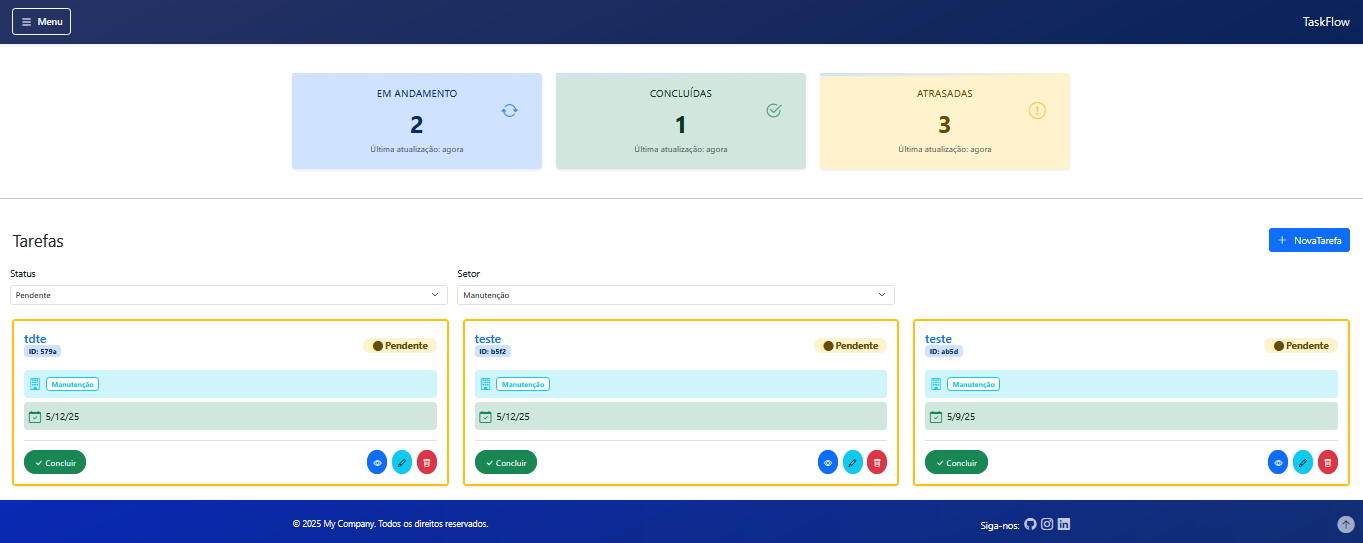 Menu
TaskFlow
EM ANDAMENTO
2
Última atualização: agora
CONCLUÍDAS
1
Última atualização: agora
ATRASADAS
3
Última atualização: agora
Tarefas
NovaTarefa
Status
Pendente
Setor
Manutenção
tdte
ID: 579a
Pendente
Manutenção
5/12/25
Concluir
teste
ID: b5f2
Pendente
Manutenção
5/12/25
Concluir
teste
ID: ab5d
Pendente
Manutenção
5/9/25
Concluir
© 2025 My Company. Todos os direitos reservados.
Siga-nos: